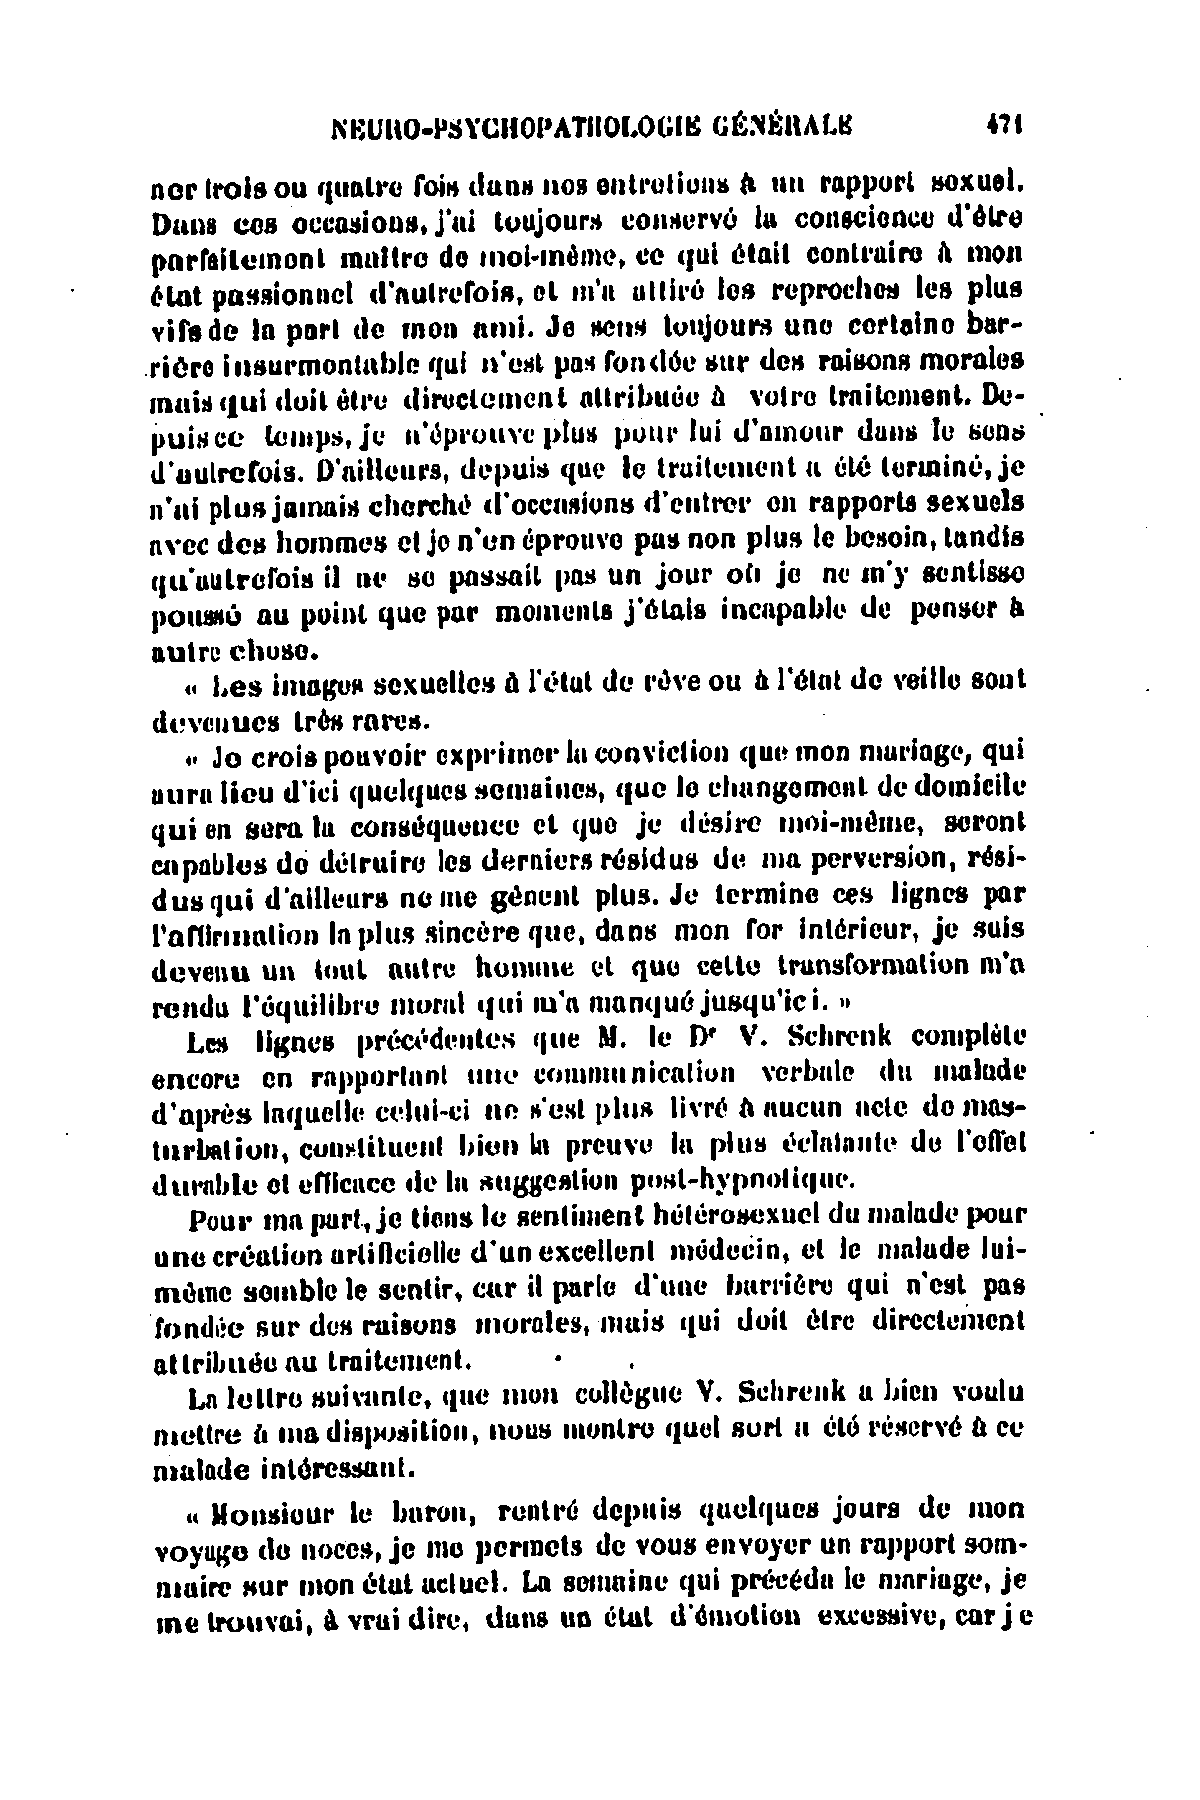 NEURO-PSYCHOPATHOLOGIE GÉNÉRALE 471
ner trois ou quatre fois dans nos entretiens à un rapport sexuel.
Dans ces occasions, j'ai toujours conservé la conscience d'être
parfaitement maître de moi-même, ce qui était contraire à mon
état passionnel d'autrefois, et m'a attiré les reproches les plus
vifs de la part de mon ami. Je sens toujours une certaine bar-
rière insurmontable qui n'est pas fondée sur des raisons morales
mais qui doit être directement attribuée à votre traitement. De-
puis ce temps, je n'éprouve plus pour lui d'amour dans le sens
d'autrefois. D'ailleurs, depuis que le traitement a été terminé, je
n'ai plus jamais cherché d'occasions d'entrer en rapports sexuels
avec des hommes et je n'en éprouve pas non plus le besoin, tandis
qu'autrefois il ne se passait pas un jour où je ne m'y sentisse
poussé au point que par moments j'étais incapable de penser à
autre chose.
« Les images sexuelles à l'état de rêve ou à l'état de veille sont
devenues très rares.
« Je crois pouvoir exprimer la conviction que mon mariage, qui
aura lieu d'ici quelques semaines, que le changement de domicile
qui en sera la conséquence et que je désire moi-même, seront
capables de détruire les derniers résidus de ma perversion, rési-
dus qui d'ailleurs ne me gênent plus. Je termine ces lignes par
l'affirmation la plus sincère que, dans mon for intérieur, je suis
devenu un tout autre homme et que cette transformation m'a
rendu l'équilibre moral qui m'a manqué jusqu'ici. »
Les lignes précédentes que M. le Dr V. Schrenk complète
encore en rapportant une communication verbale du malade
d'après laquelle celui-ci ne s'est plus livré à aucun acte de mas-
turbation, constituent bien la preuve la plus éclatante de l'effet
durable et efficace de la suggestion post-hypnotique.
Pour ma part, je tiens le sentiment hétérosexuel du malade pour
une création artificielle d'un excellent médecin, et le malade lui-
même semble le sentir, car il parle d'une barrière qui n'est pas
fondée sur des raisons morales, mais qui doit être directement
attribuée au traitement.
La lettre suivante, que mon collègue V. Schrenk a bien voulu
mettre à ma disposition, nous montre quel sort a été réservé à ce
malade intéressant.
« Monsieur le baron, rentré depuis quelques jours de mon
voyage de noces, je me permets de vous envoyer un rapport som-
maire sur mon état actuel. La semaine qui précéda le mariage, je
me trouvai, à vrai dire, dans un état d'émotion excessive, car je